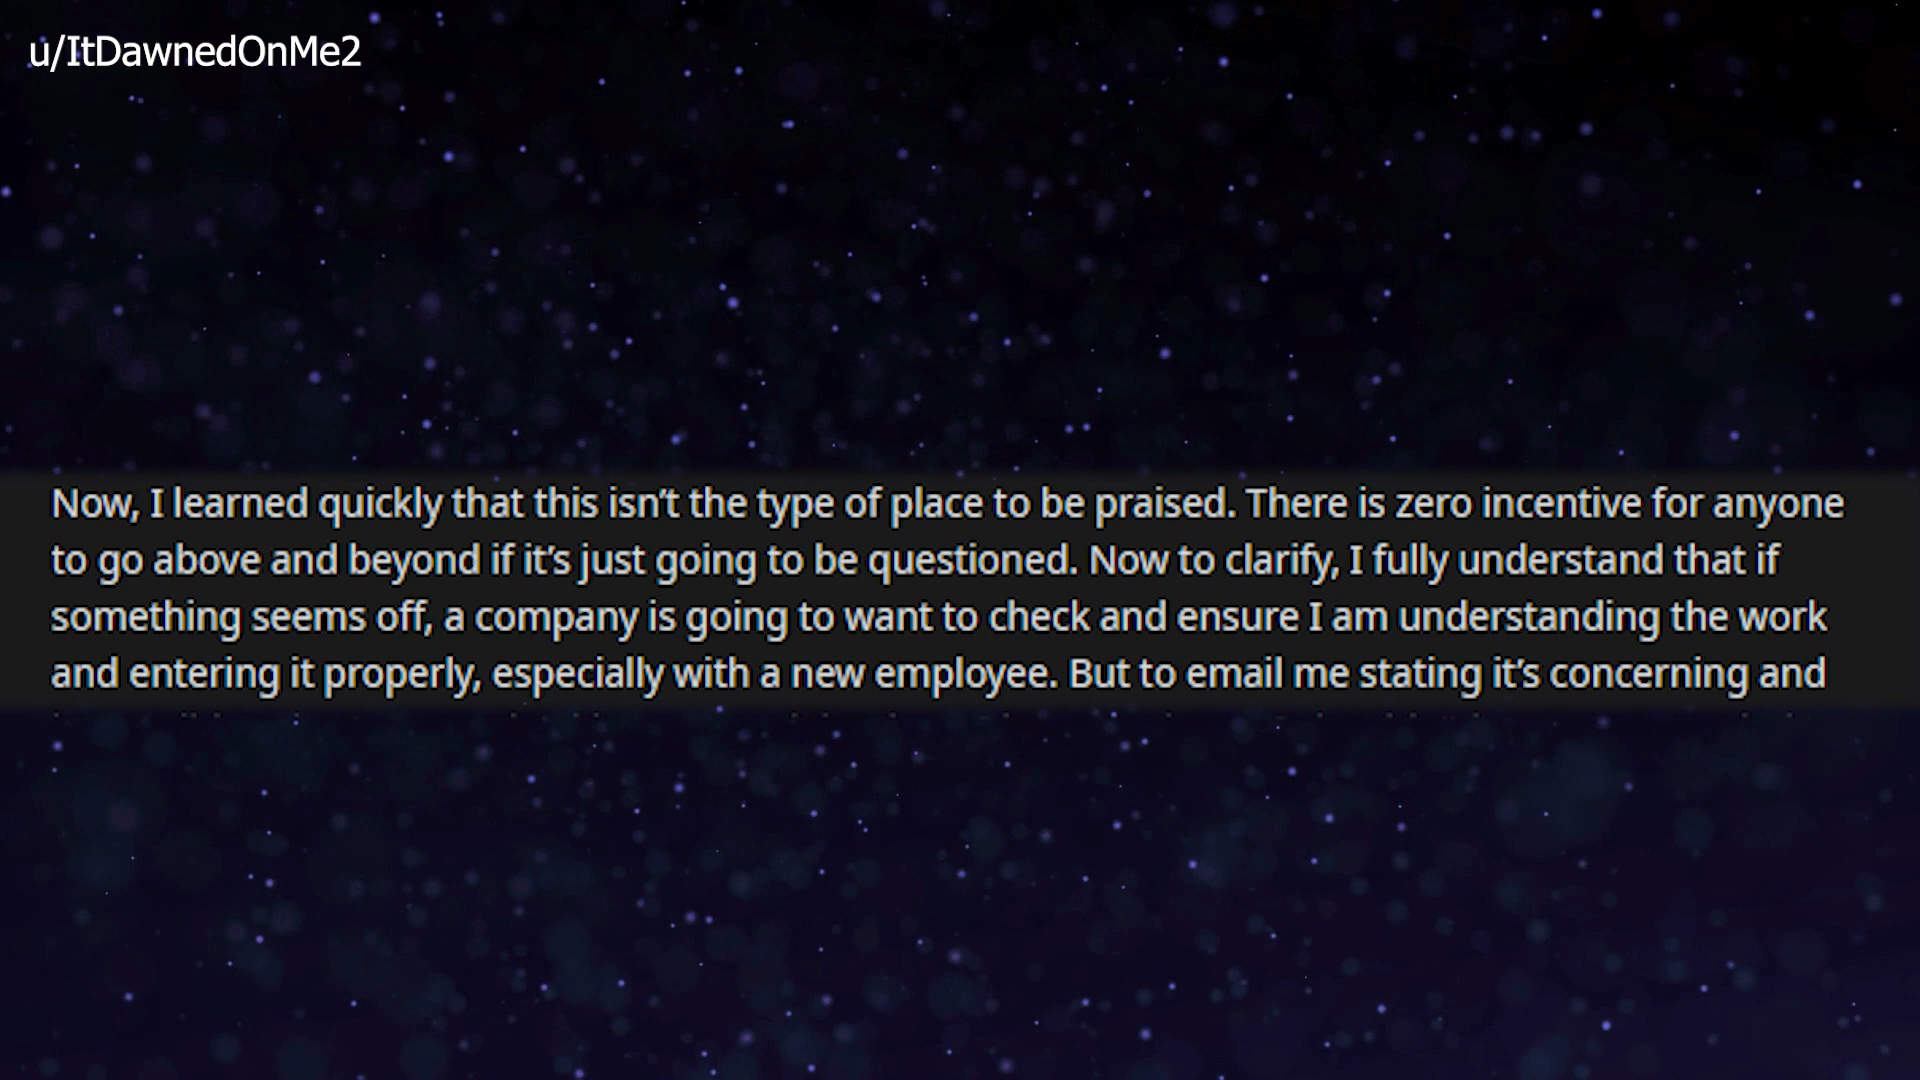 u/ItDawnedOnMe2
Now, I learned quickly that this isn’t the type of place to be praised. There is zero incentive for anyone
to go above and beyond if it’s just going to be questioned. Now to clarify, I fully understand that if
something seems off, a company is going to want to check and ensure I am understanding the work
and entering it properly, especially with a new employee. But to email me stating it’s concerning and